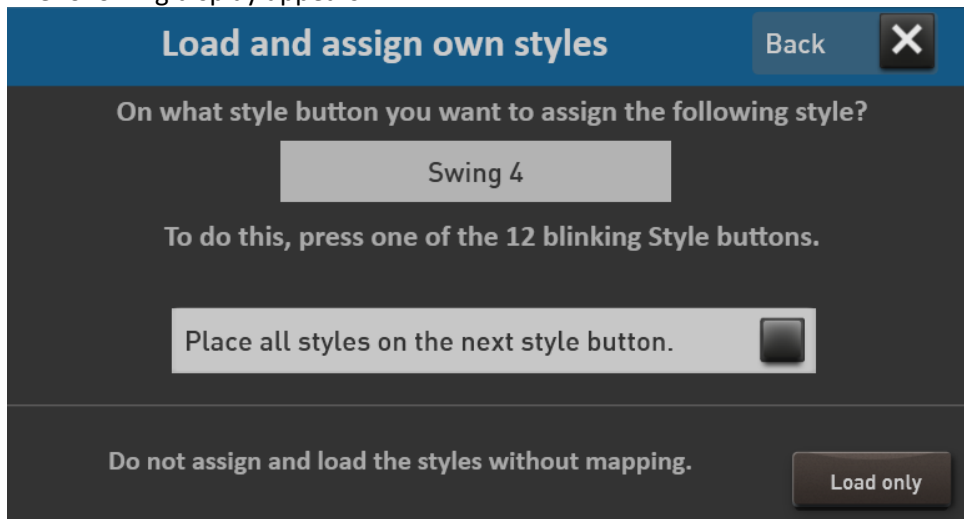 Load and assign own styles
Back
On what style button you want to assign the following style?
Swing 4
To do this, press one of the 12 blinking Style buttons.
Place all styles on the next style button.
Do not assign and load the styles without mapping.
Load only